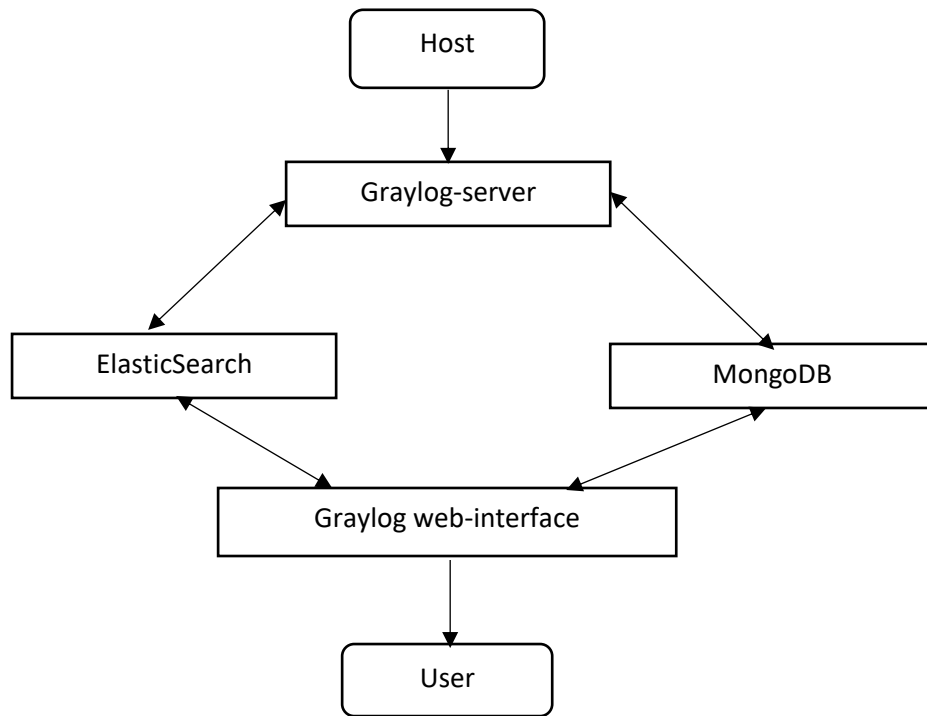 Host
Graylog-server
ElasticSearch
MongoDB
Graylog web-interface
User